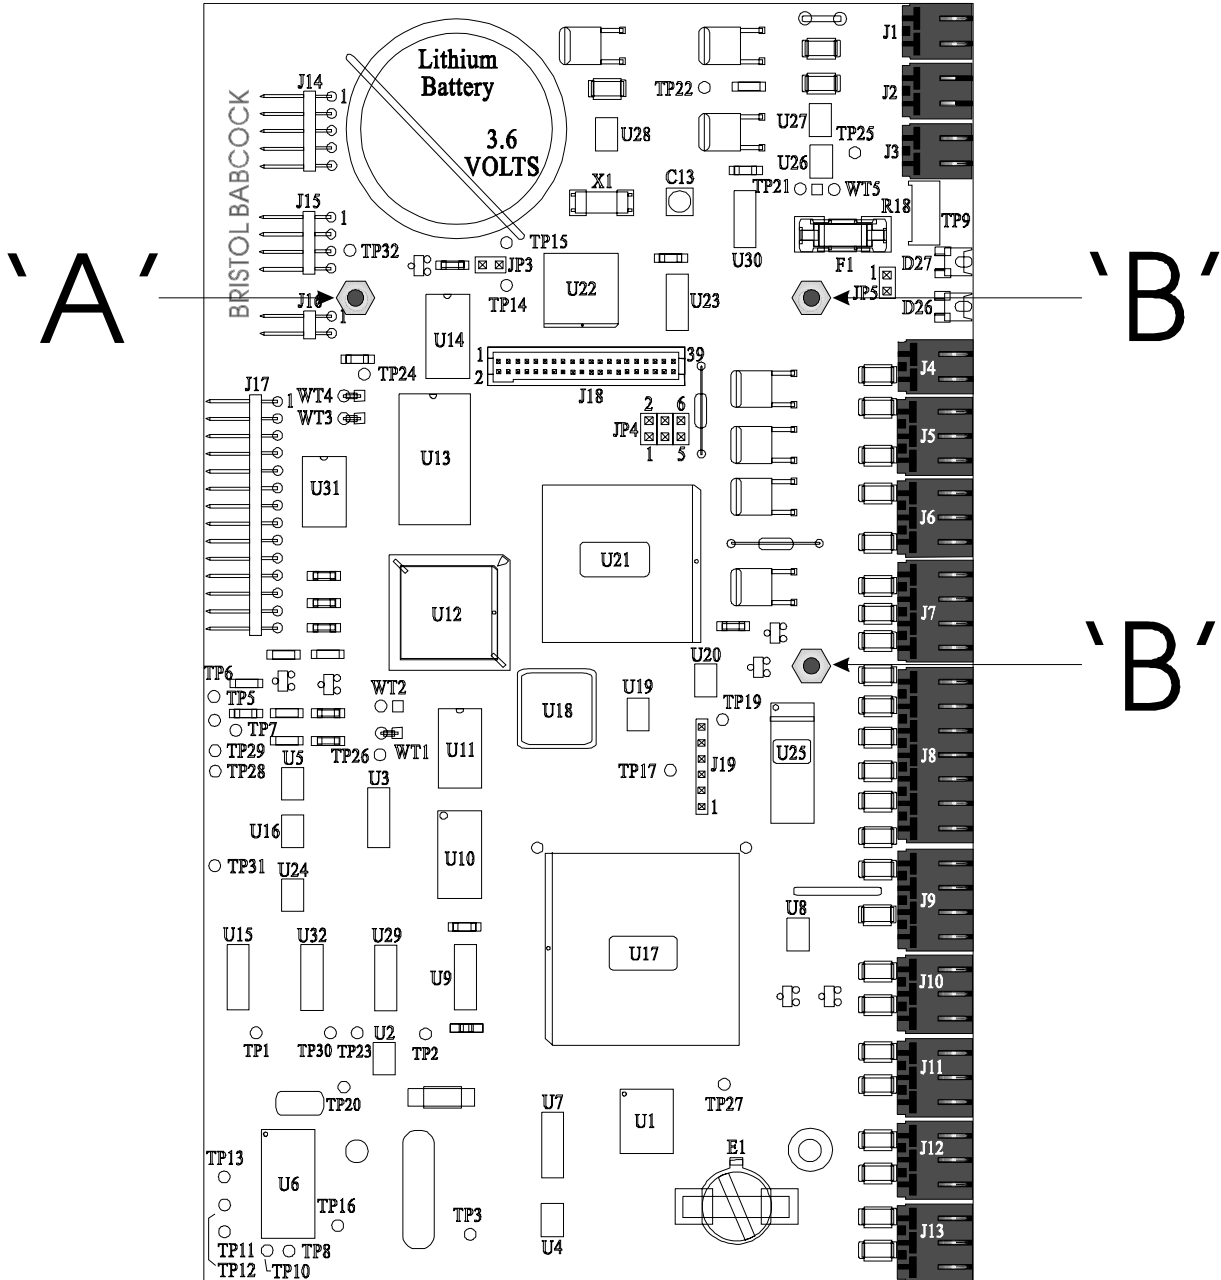 J1
Lithium
Battery
J14
1
TP22
J2
3.6
VOLTS
U28
U27
TP25
U26
J3
BRISTOL BABCOCK
X1
C13
TP21
WT5
J15
1
R18
TP9
TP32
TP15
JP3
U30
F1
D27
'A'
'B'
U22
1
JP5
TP14
U23
D26
J16
1
U14
1
39
2
J18
J4
TP24
J17
1
WT4
WT3
2 6
JP4
1 5
J5
U13
U31
J6
U21
U12
J7
'B'
TP6
TP5
TP7
WT2
U20
U19
TP19
U18
TP29
TP28
TP26
WT1
U11
U25
J8
U5
U3
TP17
J19
1
U16
U10
TP31
U24
J9
U8
U15
U32
U29
U9
U17
J10
TP1
TP30
TP23
U2
TP2
J11
TP20
U7
TP27
U1
E1
J12
TP13
U6
TP16
TP3
J13
TP11
TP8
U4
TP12
TP10